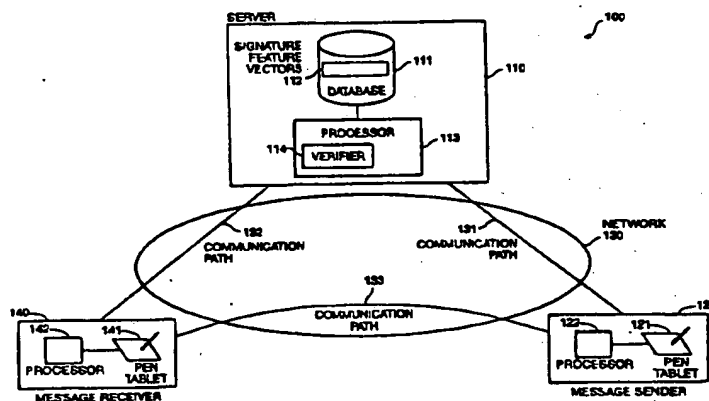 SERVER
100
SIGNATURE
FEATURE
VECTORS
112
111
110
DATABASE
PROCESSOR
113
114
VERIFIER
132
COMMUNICATION
PATH
131
COMMUNICATION
PATH
NETWORK
130
133
COMMUNICATION
PATH
140
142
141
PROCESSOR
PEN
TABLET
MESSAGE RECEIVER
12
122
121
PROCESSOR
PEN
TABLET
MESSAGE SENDER